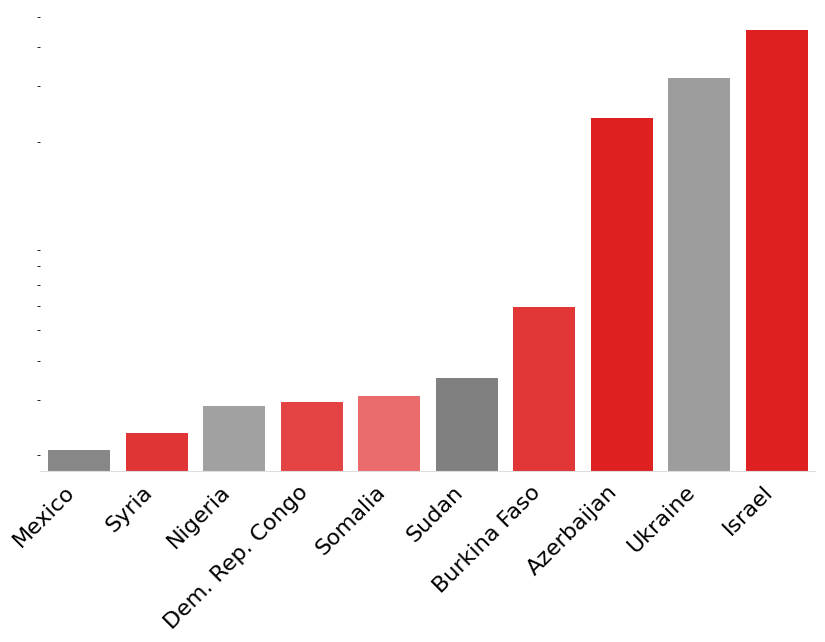 Mexico
Syria
Nigeria
Dem. Rep. Congo
Somalia
Sudan
Burkina Faso
Azerbaijan
Ukraine
Israel